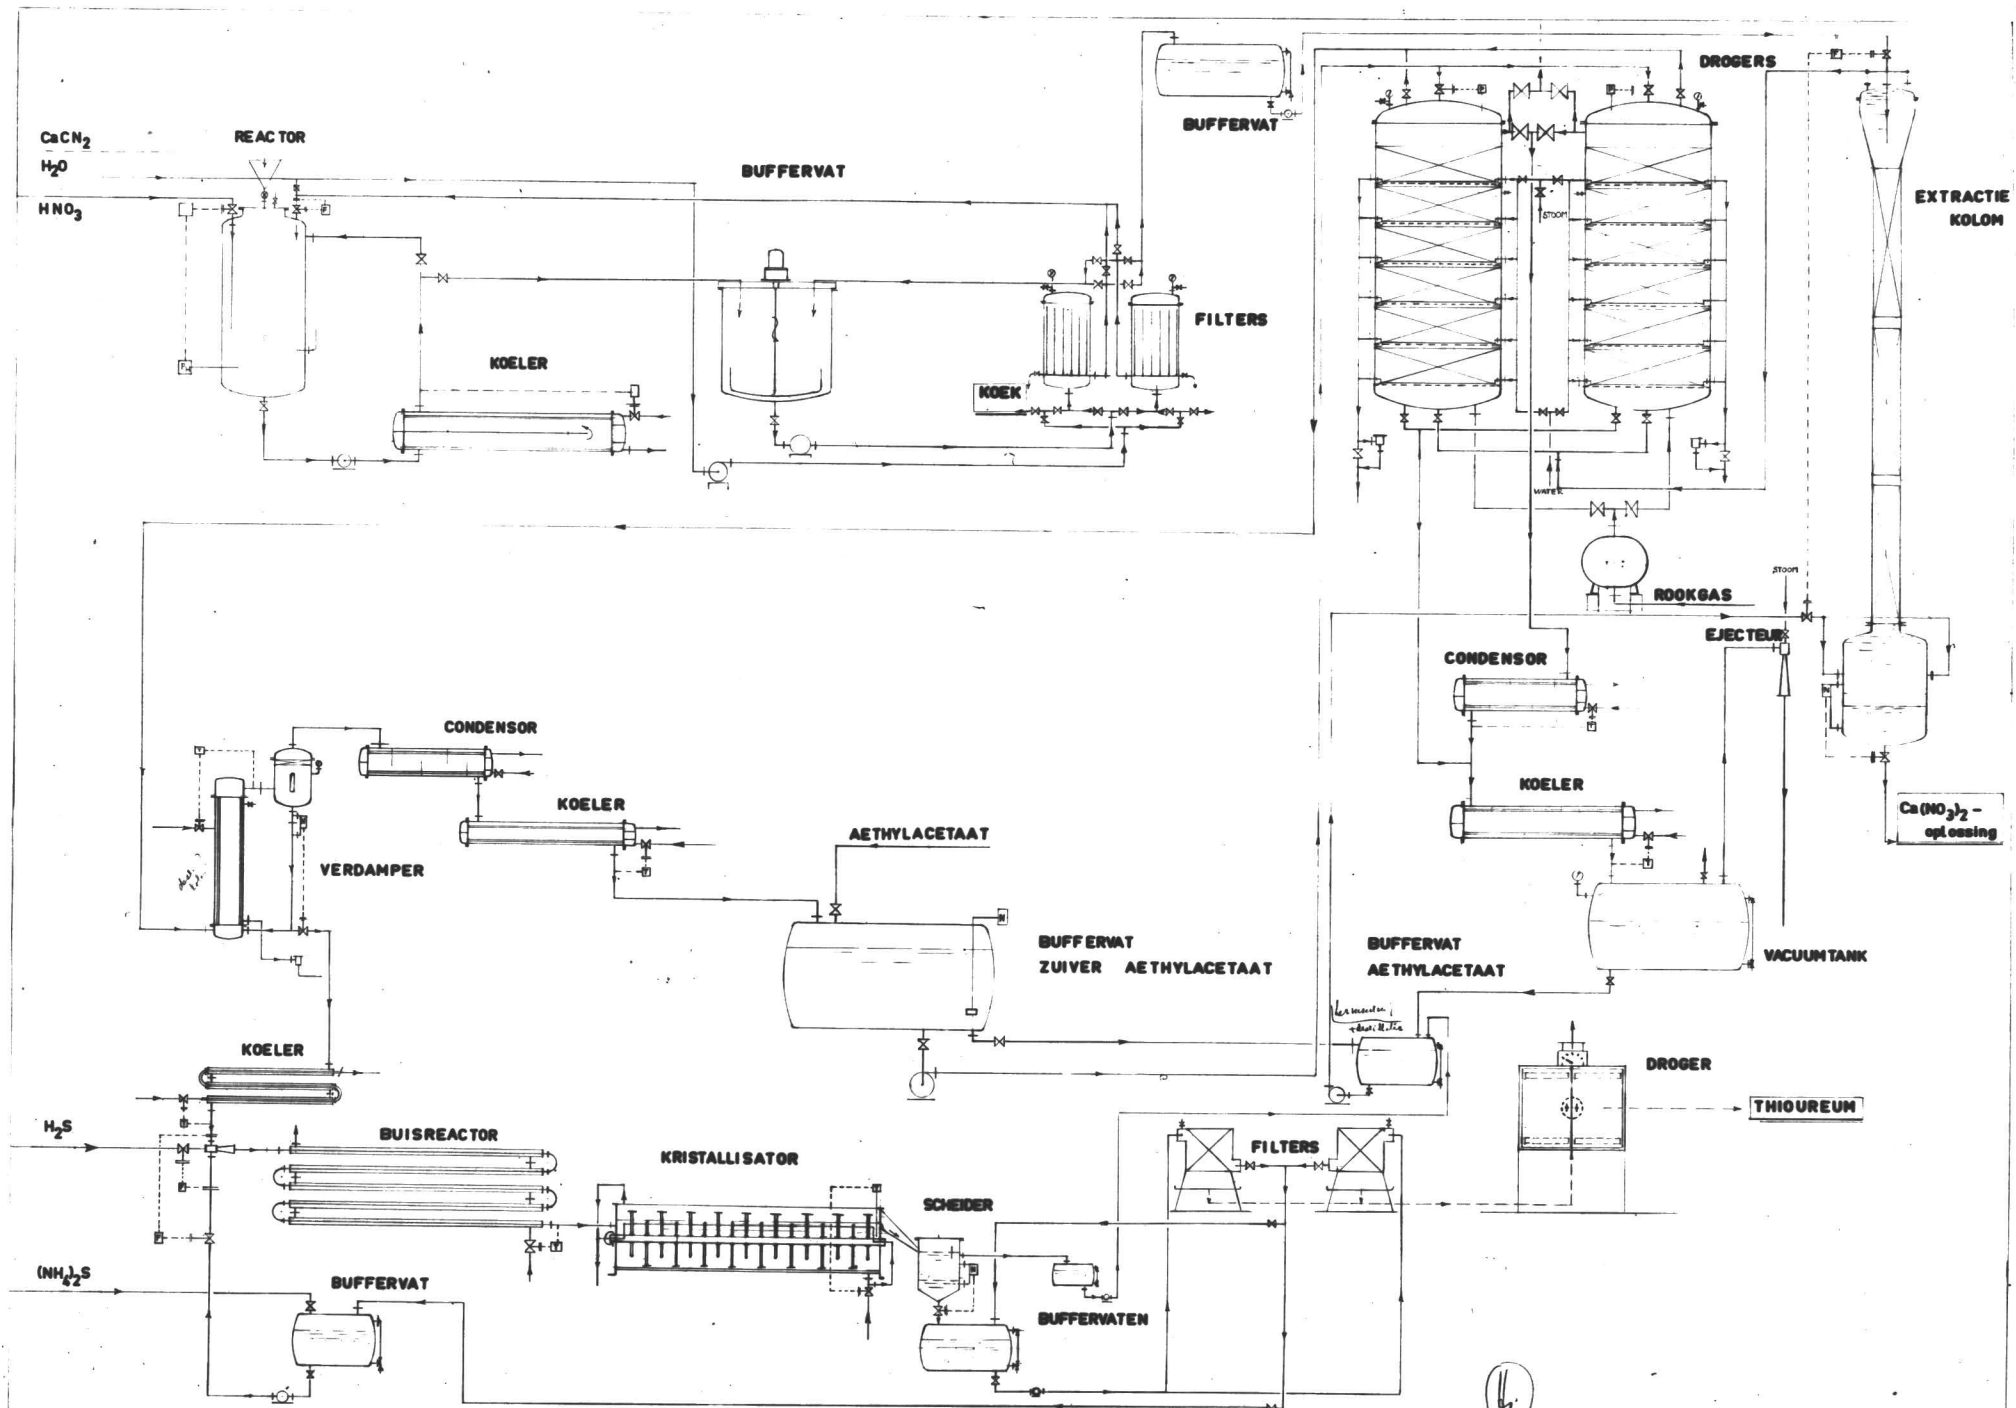 CaCN2
H2O
HNO3
REACTOR
BUFFERVAT
BUFFERVAT
DROGERS
EXTRACTIE
KOLOM
STOOM
FILTERS
KOELER
KOEK
WATER
ROOKGAS
STOOM
EJECTEUR
CONDENSOR
KOELER
Ca(NO3)2 -
oplossing
CONDENSOR
KOELER
VERDAMPER
AETHYLACETAAT
BUFFERVAT
ZUIVER AETHYLACETAAT
BUFFERVAT
AETHYLACETAAT
VACUUMTANK
KOELER
DROGER
THIOUREUM
H2S
BUISREACTOR
KRISTALLISATOR
SCHEIDER
FILTERS
(NH4)2S
BUFFERVAT
BUFFERVATEN